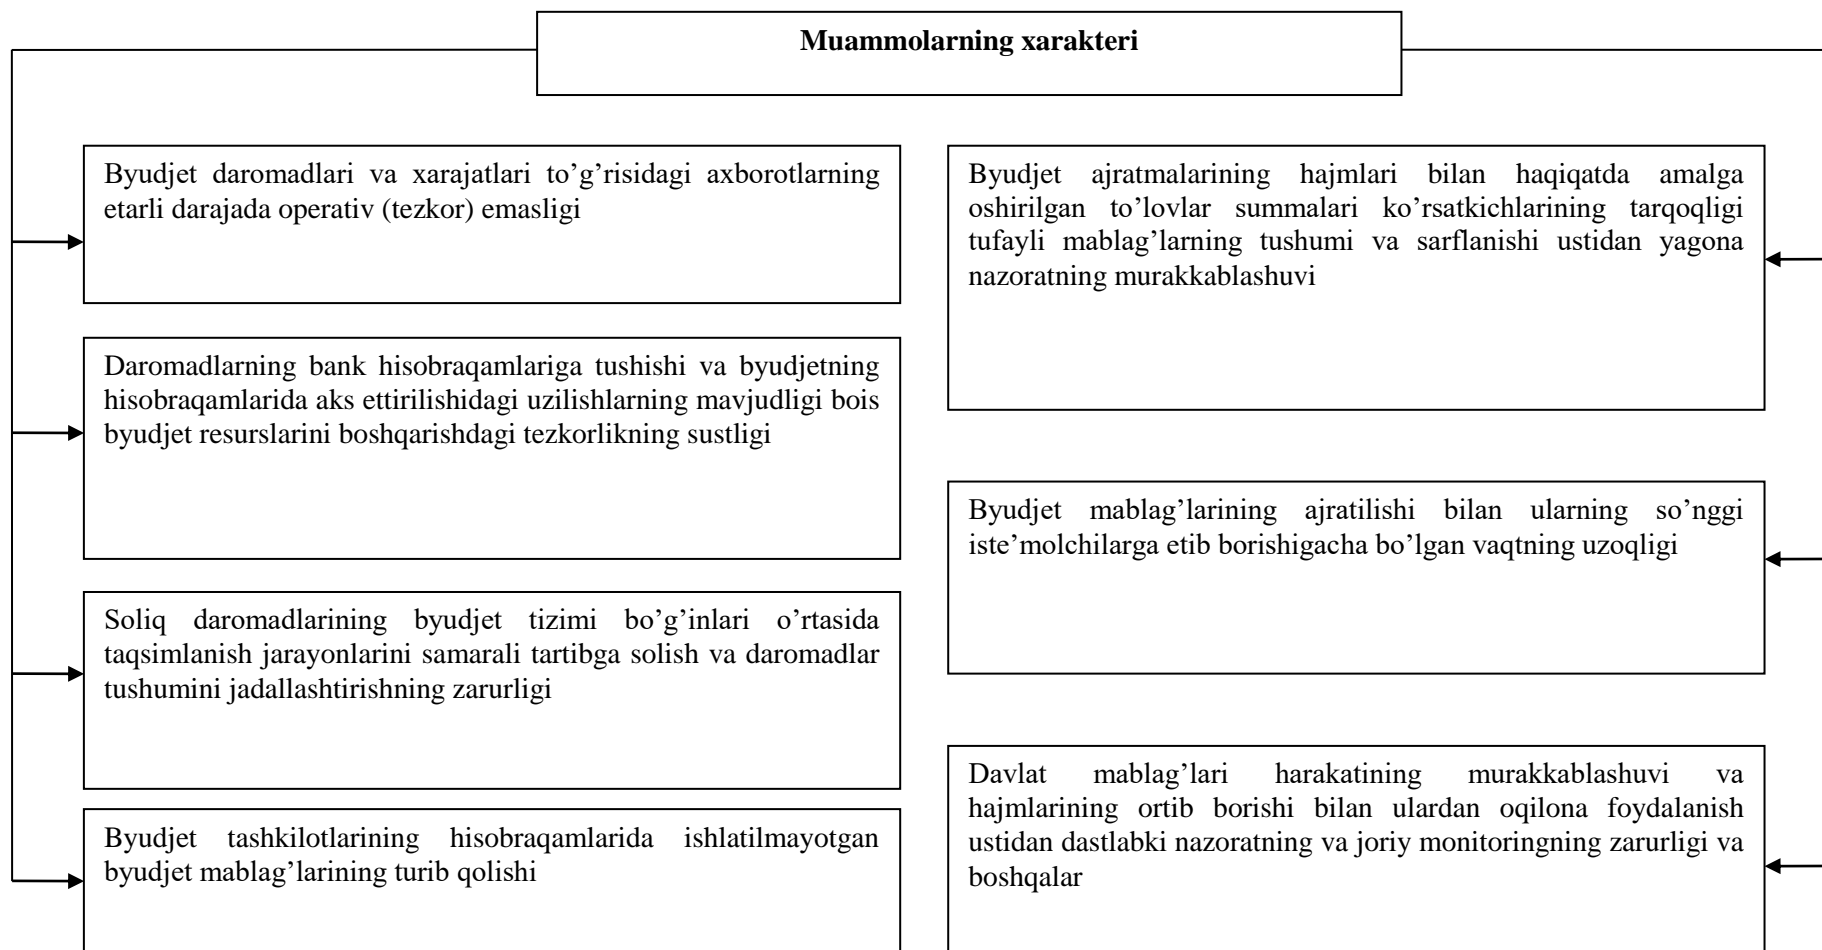 Muammolarning xarakteri
Byudjet daromadlari va xarajatlari to’g’risidagi axborotlarning
etarli darajada operativ (tezkor) emasligi
Daromadlarning bank hisobraqamlariga tushishi va byudjetning
hisobraqamlarida aks ettirilishidagi uzilishlarning mavjudligi bois
byudjet resurslarini boshqarishdagi tezkorlikning sustligi
Soliq daromadlarining byudjet tizimi bo’g’inlari o’rtasida
taqsimlanish jarayonlarini samarali tartibga solish va daromadlar
tushumini jadallashtirishning zarurligi
Byudjet tashkilotlarining hisobraqamlarida ishlatilmayotgan
byudjet mablag’larining turib qolishi
Byudjet ajratmalarining hajmlari bilan haqiqatda amalga
oshirilgan to’lovlar summalari ko’rsatkichlarining tarqoqligi
tufayli mablag’larning tushumi va sarflanishi ustidan yagona
nazoratning murakkablashuvi
Byudjet mablag’larining ajratilishi bilan ularning so’nggi
iste’molchilarga etib borishigacha bo’lgan vaqtning uzoqligi
Davlat mablag’lari harakatining murakkablashuvi va
hajmlarining ortib borishi bilan ulardan oqilona foydalanish
ustidan dastlabki nazoratning va joriy monitoringning zarurligi va
boshqalar